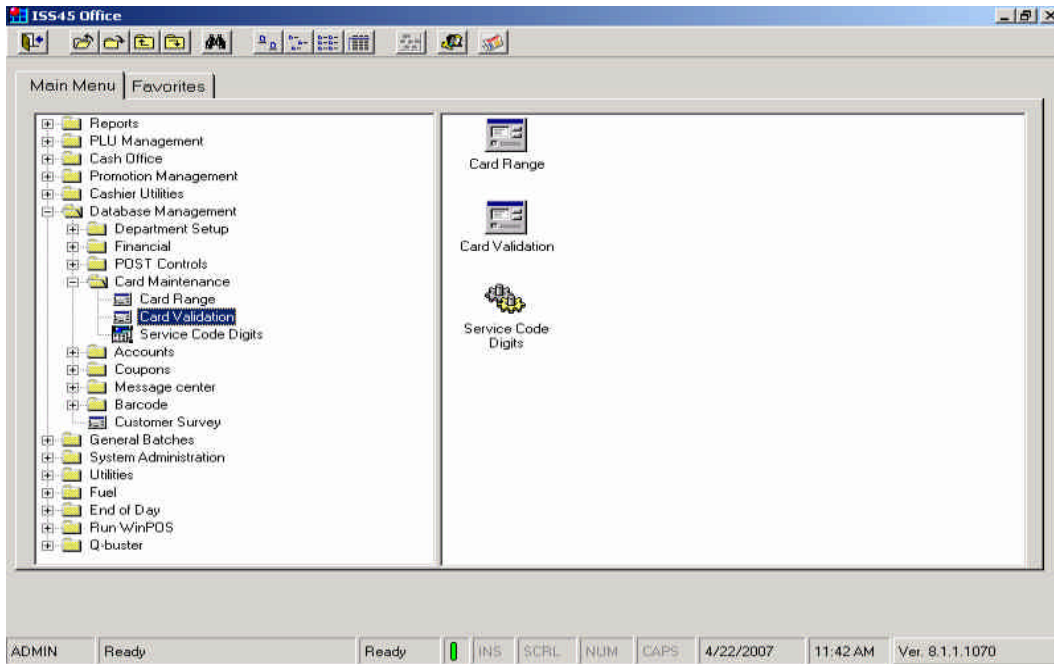 ISS45 Office
Main Menu
Favorites
Reports
PLU Management
Cash Office
Promotion Management
Cashier Utilities
Database Management
Department Setup
Financial
POST Controls
Card Maintenance
Card Range
Card Validation
Service Code Digits
Accounts
Coupons
Message center
Barcode
Customer Survey
General Batches
System Administration
Utilities
Fuel
End of Day
Run WinPOS
Q-buster
Card Range
Card Validation
Service Code
Digits
ADMIN
Ready
Ready
INS
SCRL
NUM
CAPS
4/22/2007
11:42 AM
Ver. 8.1.1.1070